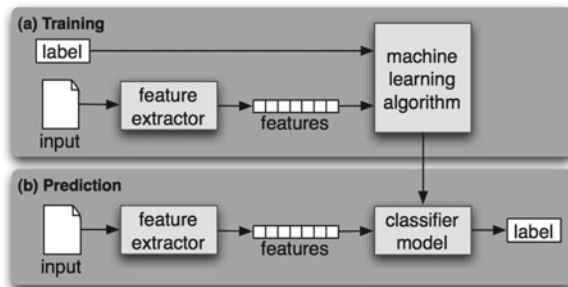 (a) Training
label
machine
learning
algorithm
feature
extractor
features
input
(b) Prediction
feature
extractor
features
classifier
model
label
input